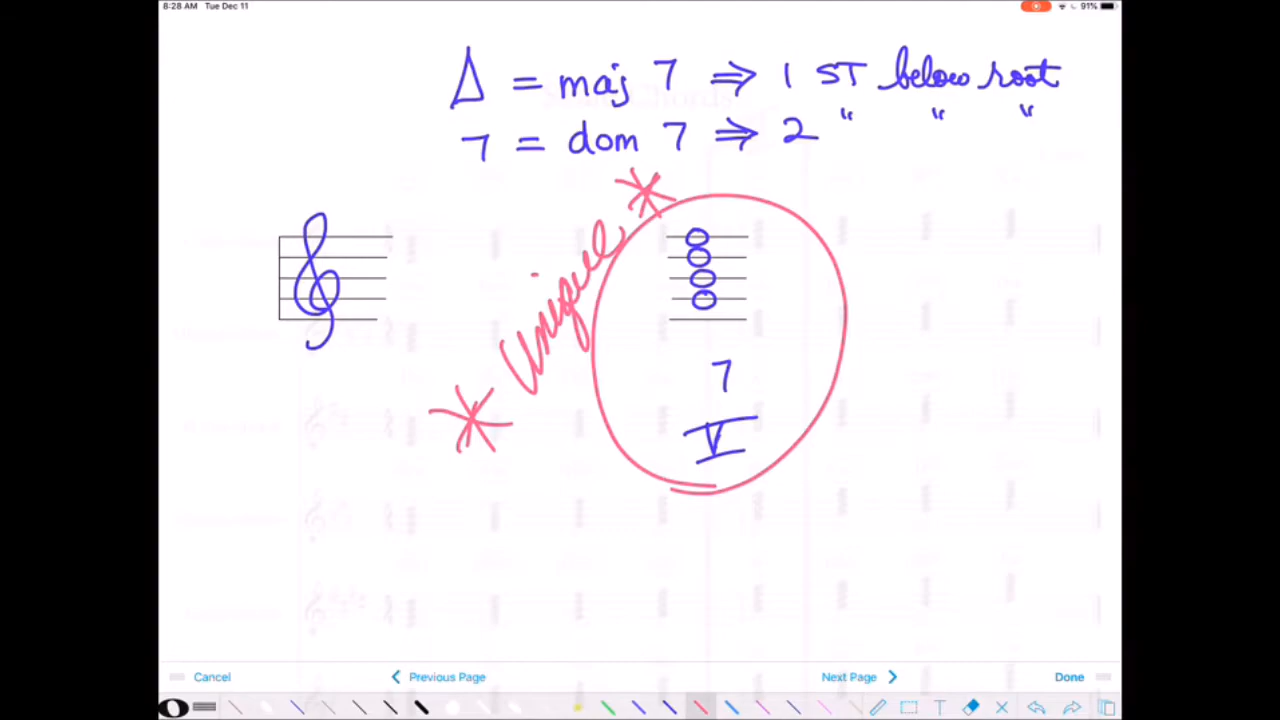 8:28 AM Tue Dec 11
91%
Δ = maj 7 ⇒ 1 ST below root
7 = dom 7 ⇒ 2 " " "
* unique *
7
V
Cancel
Previous Page
Next Page
Done
T